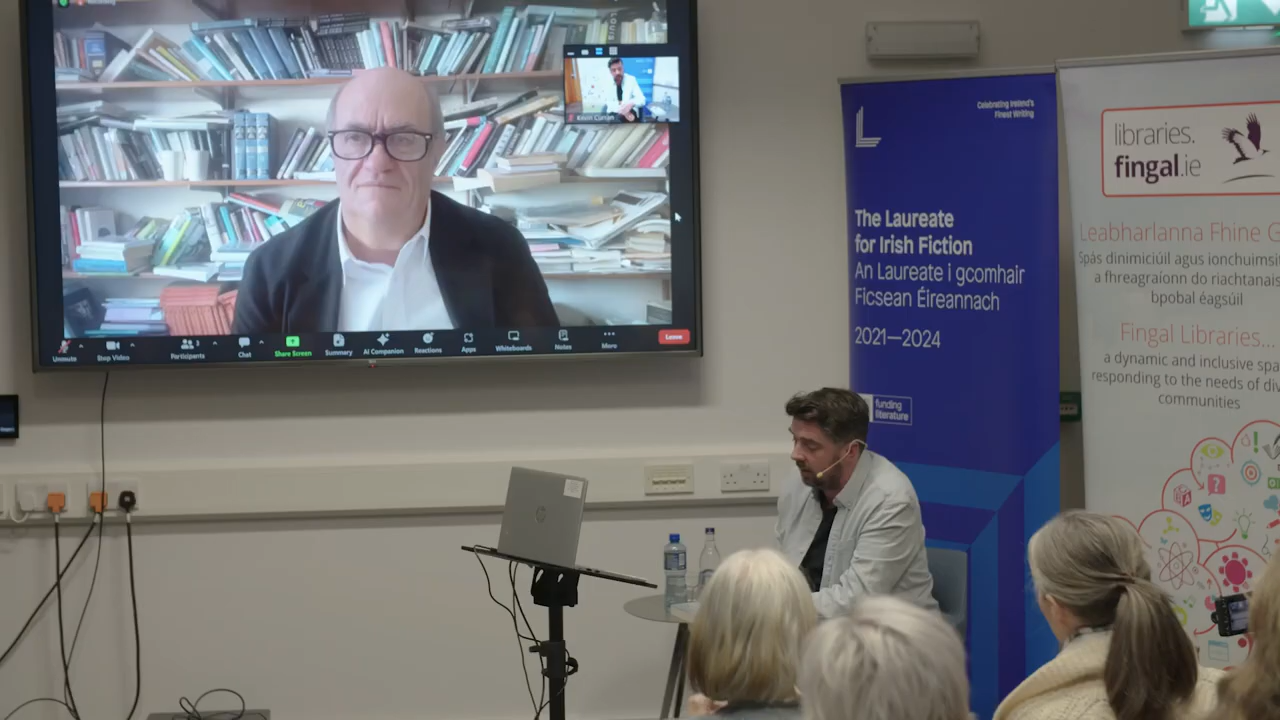 Kevin Curran
Unmute
Stop Video
Participants
3
Chat
Share Screen
Summary
AI Companion
Reactions
Apps
Whiteboards
Notes
More
Leave
Celebrating Ireland's
Finest Writing
The Laureate
for Irish Fiction
An Laureate i gcomhair
Ficsean Éireannach
2021—2024
funding
literature
libraries.
fingal.ie
Leabharlanna Fhine G
Spás dinimiciúil agus ionchuimsit
a fhreagraíonn do riachtanais
bpobal éagsúil
Fingal Libraries...
a dynamic and inclusive spa
responding to the needs of div
communities
hp